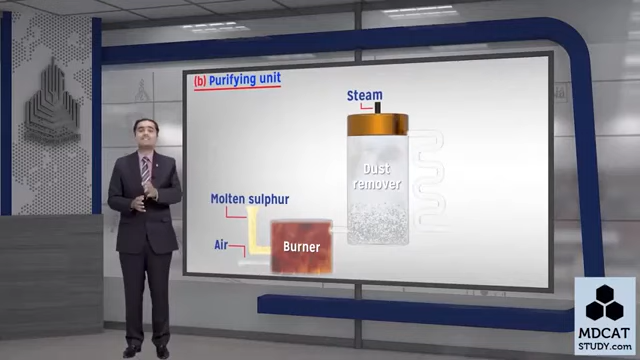 (b) Purifying unit
Steam
Dust
remover
Molten sulphur
Air
Burner
MDCAT
STUDY.com